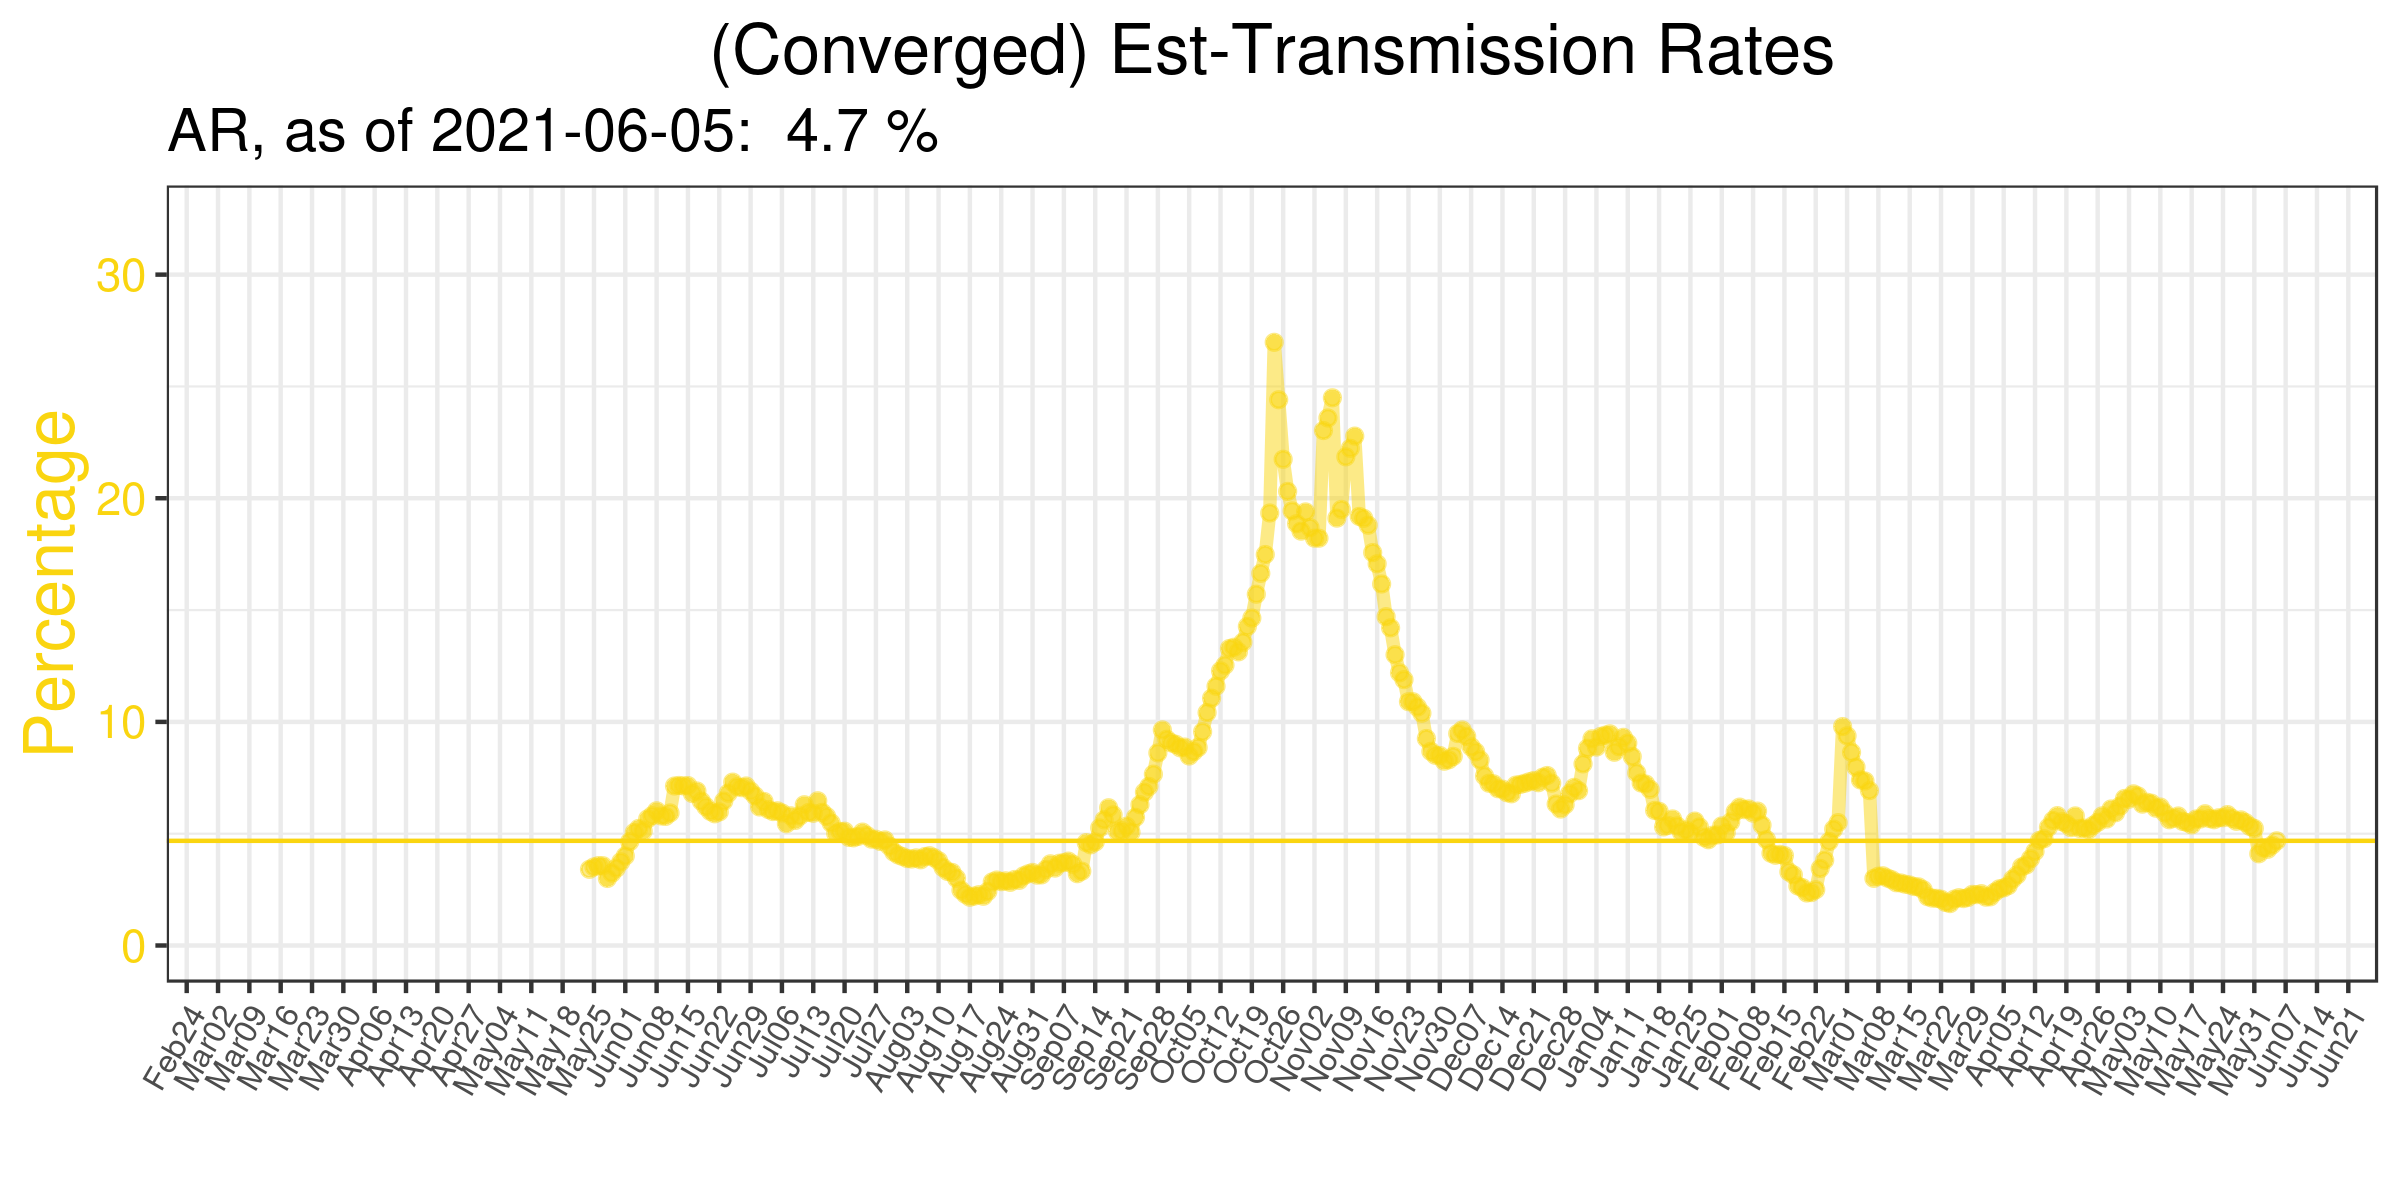 (Converged) Est-Transmission Rates
AR, as of 2021-06-05:  4.7 %
Percentage
30
20
10
0
Feb24
Mar02
Mar09
Mar16
Mar23
Mar30
Apr06
Apr13
Apr20
Apr27
May04
May11
May18
May25
Jun01
Jun08
Jun15
Jun22
Jun29
Jul06
Jul13
Jul20
Jul27
Aug03
Aug10
Aug17
Aug24
Aug31
Sep07
Sep14
Sep21
Sep28
Oct05
Oct12
Oct19
Oct26
Nov02
Nov09
Nov16
Nov23
Nov30
Dec07
Dec14
Dec21
Dec28
Jan04
Jan11
Jan18
Jan25
Feb01
Feb08
Feb15
Feb22
Mar01
Mar08
Mar15
Mar22
Mar29
Apr05
Apr12
Apr19
Apr26
May03
May10
May17
May24
May31
Jun07
Jun14
Jun21